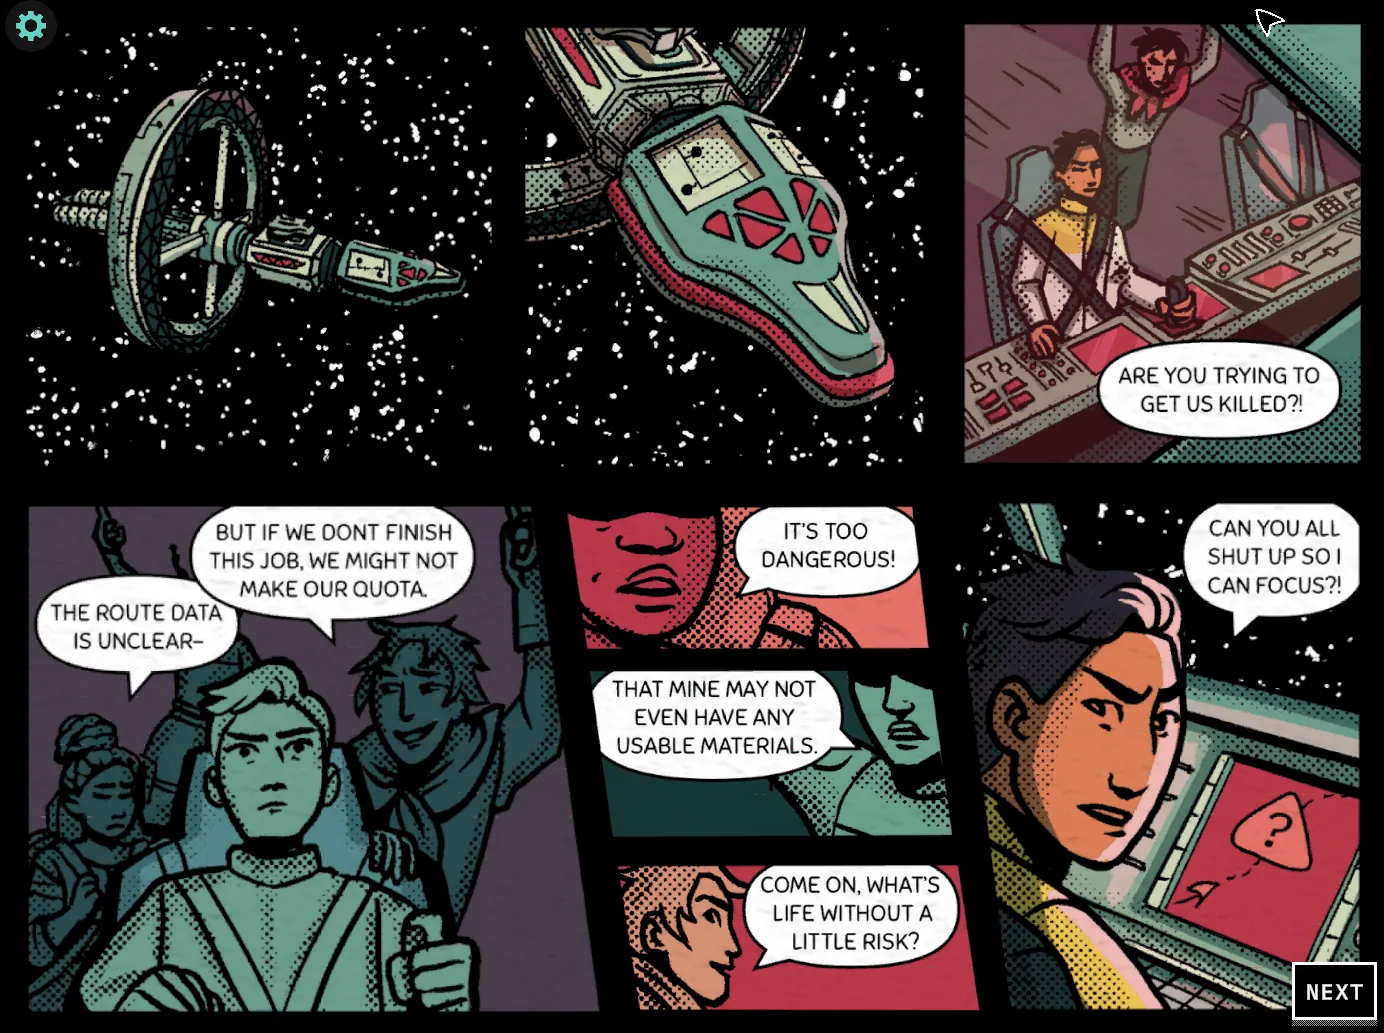 ARE YOU TRYING TO
GET US KILLED?!
BUT IF WE DONT FINISH
THIS JOB, WE MIGHT NOT
MAKE OUR QUOTA.
THE ROUTE DATA
IS UNCLEAR–
IT'S TOO
DANGEROUS!
THAT MINE MAY NOT
EVEN HAVE ANY
USABLE MATERIALS.
COME ON, WHAT'S
LIFE WITHOUT A
LITTLE RISK?
CAN YOU ALL
SHUT UP SO I
CAN FOCUS?!
?
NEXT